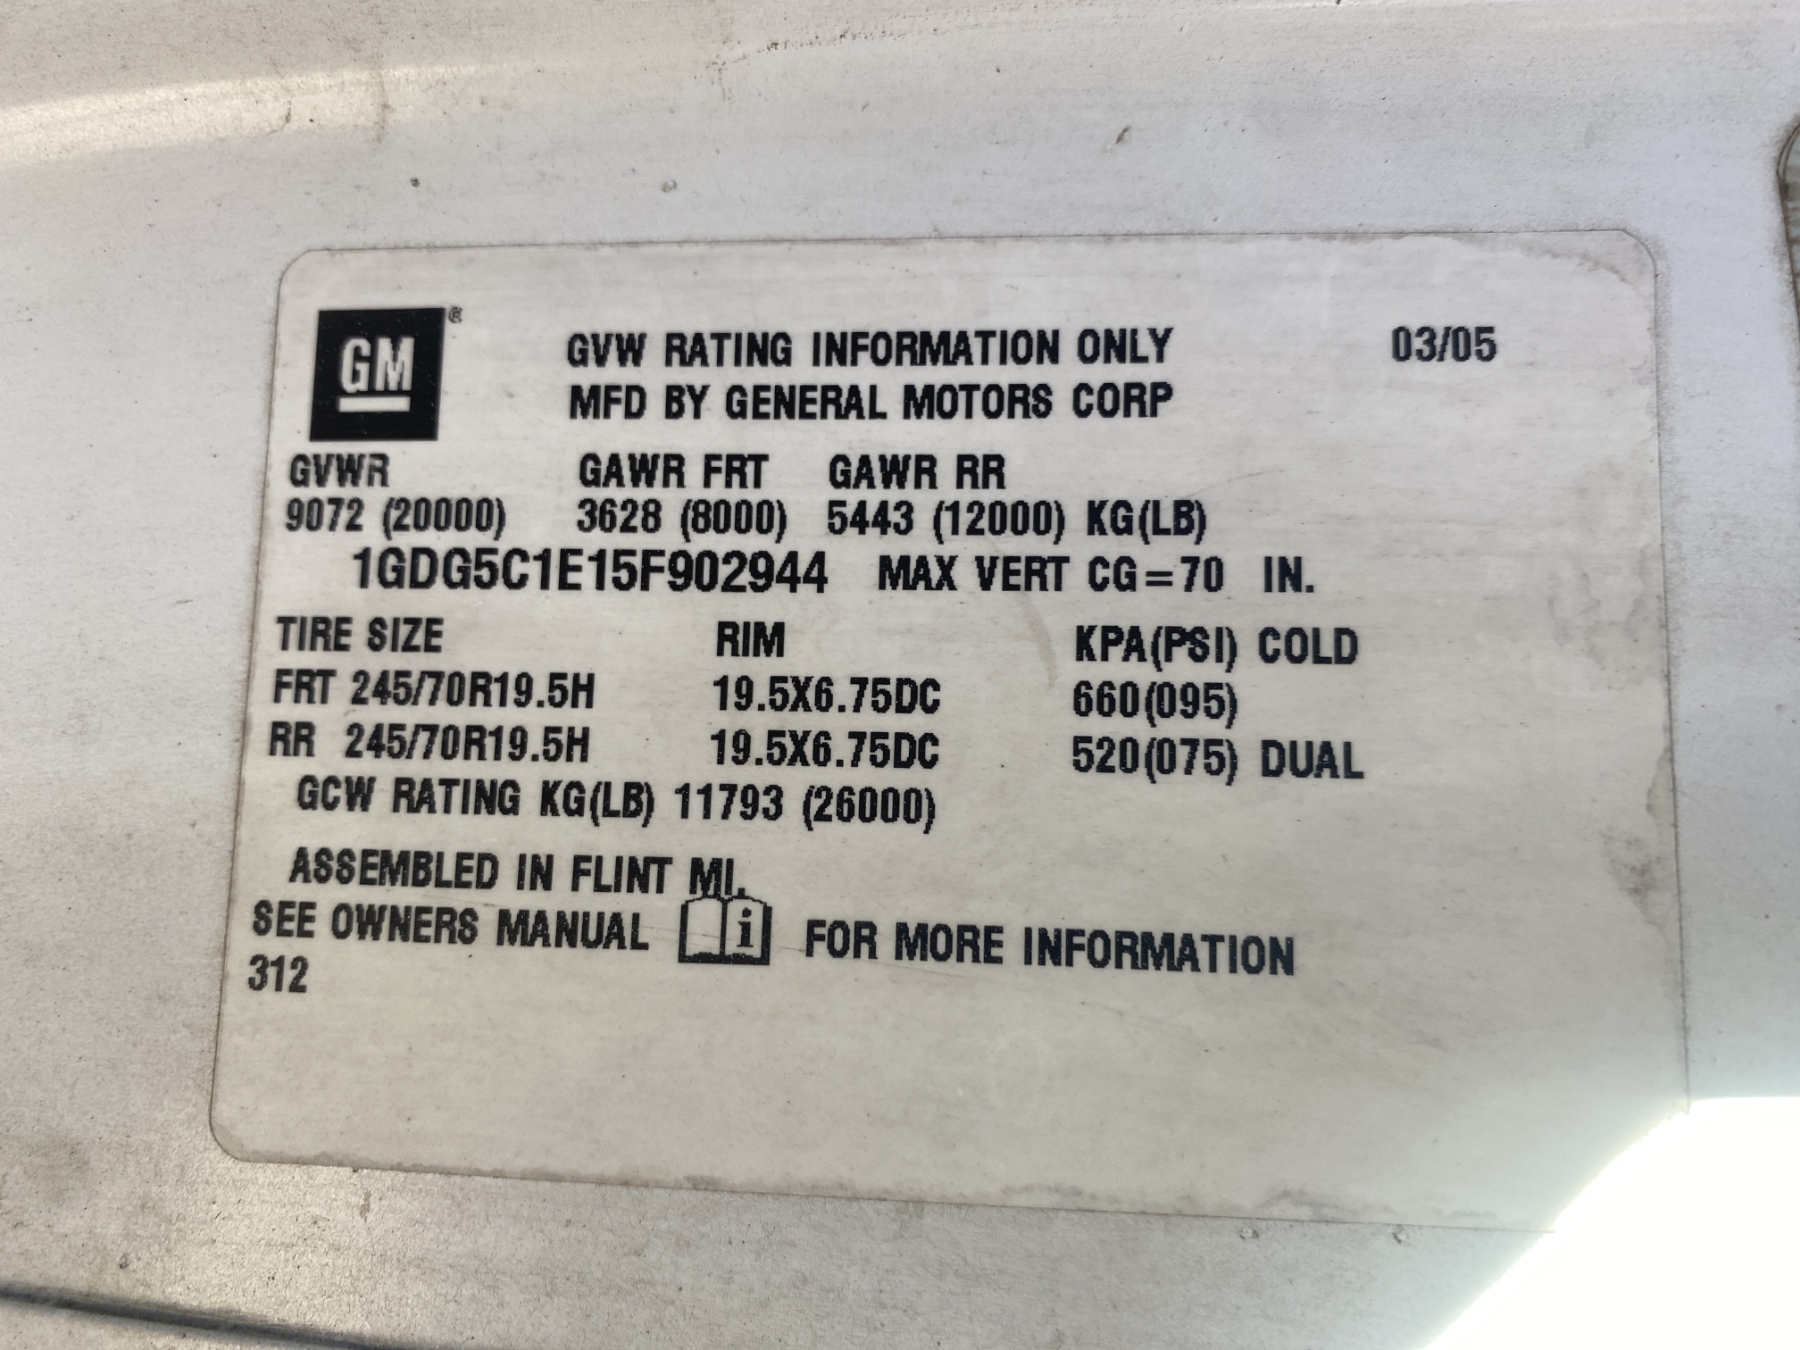 GM®
GVW RATING INFORMATION ONLY 03/05
MFD BY GENERAL MOTORS CORP
GVWR GAWR FRT GAWR RR
9072 (20000) 3628 (8000) 5443 (12000) KG(LB)
1GDG5C1E15F902944 MAX VERT CG=70 IN.
TIRE SIZE RIM KPA(PSI) COLD
FRT 245/70R19.5H 19.5X6.75DC 660(095)
RR 245/70R19.5H 19.5X6.75DC 520(075) DUAL
GCW RATING KG(LB) 11793 (26000)
ASSEMBLED IN FLINT MI.
SEE OWNERS MANUAL i FOR MORE INFORMATION
312